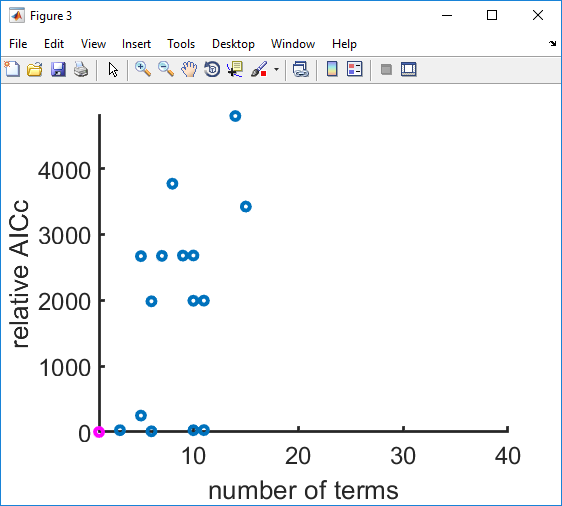 Figure 3
File Edit View Insert Tools Desktop Window Help
relative AICc
4000
3000
2000
1000
0
10 20 30 40
number of terms